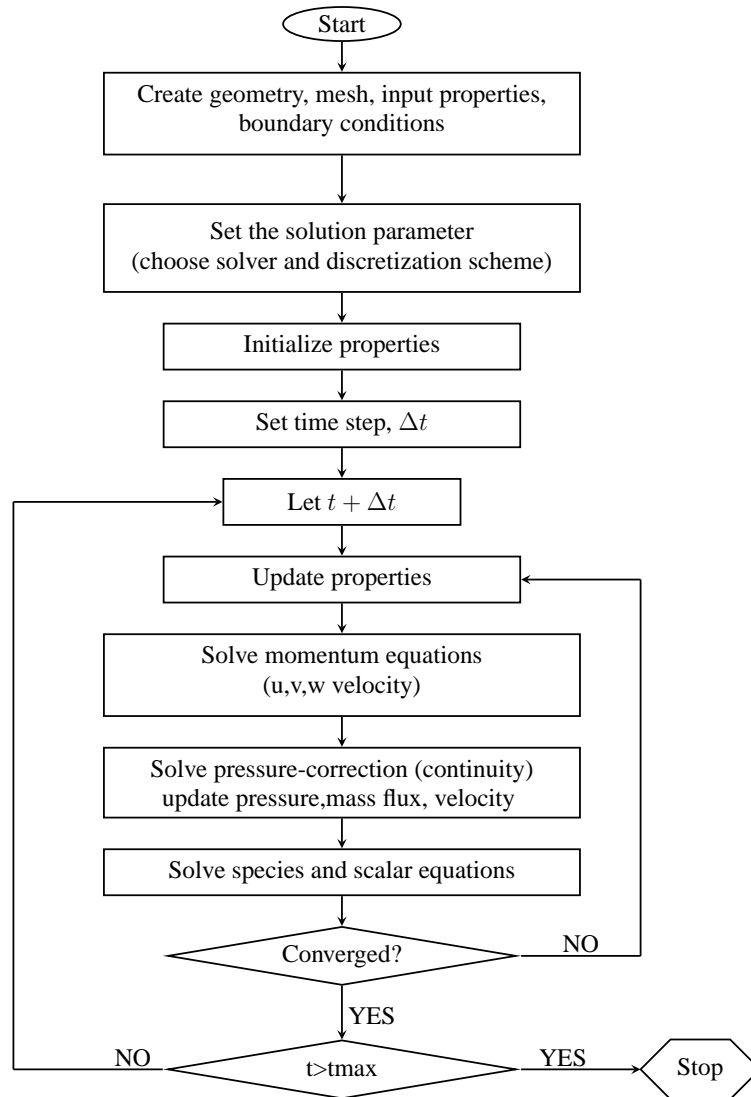 Start
Create geometry, mesh, input properties,
boundary conditions
Set the solution parameter
(choose solver and discretization scheme)
Initialize properties
Set time step, Δt
Let t + Δt
Update properties
Solve momentum equations
(u,v,w velocity)
Solve pressure-correction (continuity)
update pressure,mass flux, velocity
Solve species and scalar equations
Converged?
NO
YES
NO
t>tmax
YES
Stop